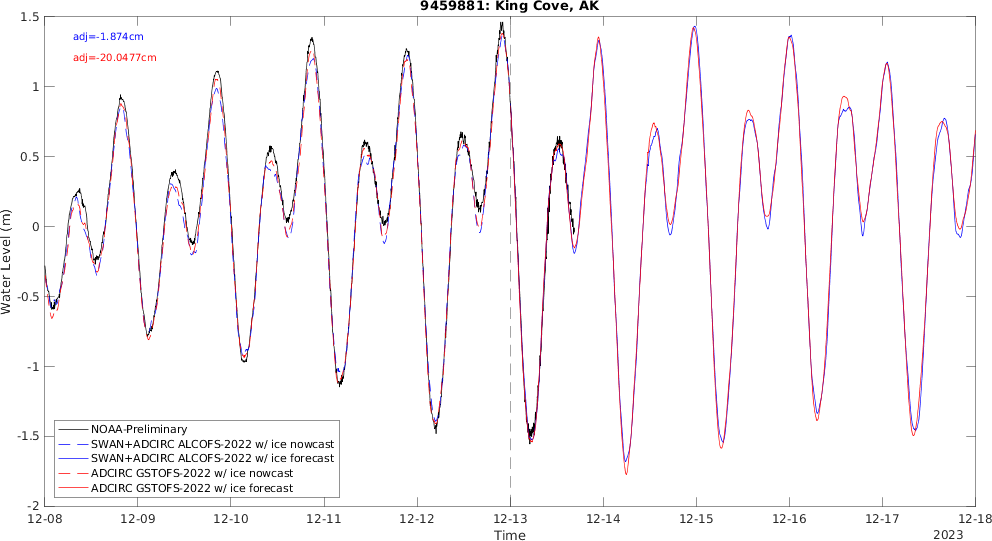 9459881: King Cove, AK
adj=-1.874cm
adj=-20.0477cm
1.5
1
0.5
0
-0.5
-1
-1.5
-2
Water Level (m)
NOAA-Preliminary
SWAN+ADCIRC ALCOFS-2022 w/ ice nowcast
SWAN+ADCIRC ALCOFS-2022 w/ ice forecast
ADCIRC GSTOFS-2022 w/ ice nowcast
ADCIRC GSTOFS-2022 w/ ice forecast
12-08 12-09 12-10 12-11 12-12 12-13 12-14 12-15 12-16 12-17 12-18
Time
2023